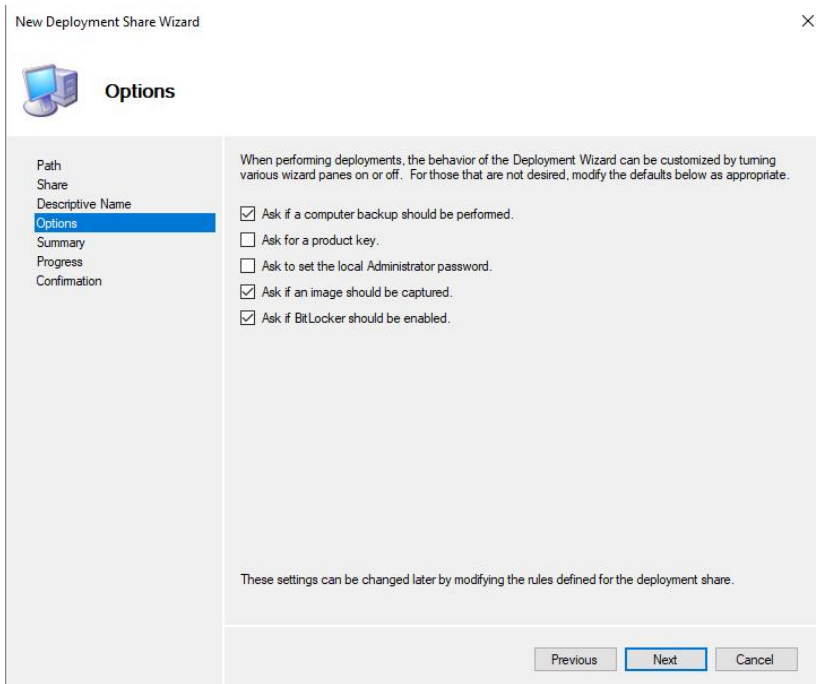 New Deployment Share Wizard
Options
Path
Share
Descriptive Name
Options
Summary
Progress
Confirmation
When performing deployments, the behavior of the Deployment Wizard can be customized by turning
various wizard panes on or off. For those that are not desired, modify the defaults below as appropriate.
Ask if a computer backup should be performed.
Ask for a product key.
Ask to set the local Administrator password.
Ask if an image should be captured.
Ask if BitLocker should be enabled.
These settings can be changed later by modifying the rules defined for the deployment share.
Previous
Next
Cancel